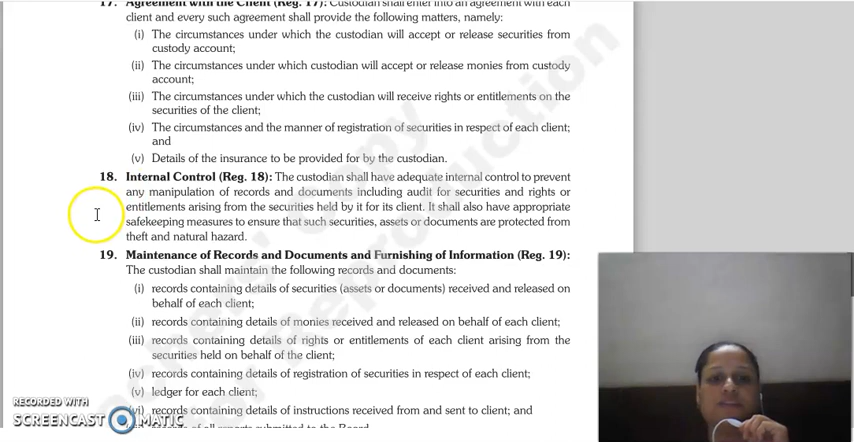 17. Agreement with the Client (Reg. 17): Custodian shall enter into an agreement with each
client and every such agreement shall provide the following matters, namely:
(i) The circumstances under which the custodian will accept or release securities from
custody account;
(ii) The circumstances under which custodian will accept or release monies from custody
account;
(iii) The circumstances under which the custodian will receive rights or entitlements on the
securities of the client;
(iv) The circumstances and the manner of registration of securities in respect of each client;
and
(v) Details of the insurance to be provided for by the custodian.
18. Internal Control (Reg. 18): The custodian shall have adequate internal control to prevent
any manipulation of records and documents including audit for securities and rights or
entitlements arising from the securities held by it for its client. It shall also have appropriate
safekeeping measures to ensure that such securities, assets or documents are protected from
theft and natural hazard.
19. Maintenance of Records and Documents and Furnishing of Information (Reg. 19):
The custodian shall maintain the following records and documents:
(i) records containing details of securities (assets or documents) received and released on
behalf of each client;
(ii) records containing details of monies received and released on behalf of each client;
(iii) records containing details of rights or entitlements of each client arising from the
securities held on behalf of the client;
(iv) records containing details of registration of securities in respect of each client;
(v) ledger for each client;
(vi) records containing details of instructions received from and sent to client; and
records of all reports submitted to the Board.
Copy
Reproduction
RECORDED WITH
SCREENCAST MATIC